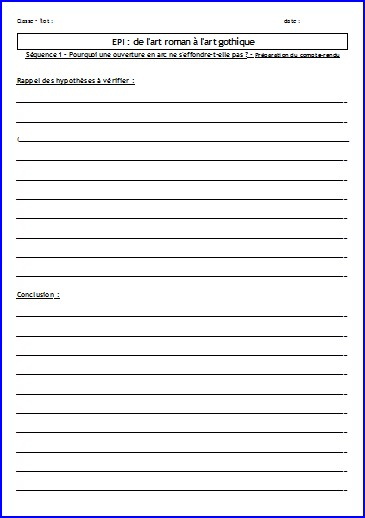 Classe - îlot : date :
EPI : de l'art roman à l'art gothique
Séquence 1 - Pourquoi une ouverture en arc ne s'effondre-t-elle pas ? - Préparation du compte-rendu
Rappel des hypothèses à vérifier :
Conclusion :